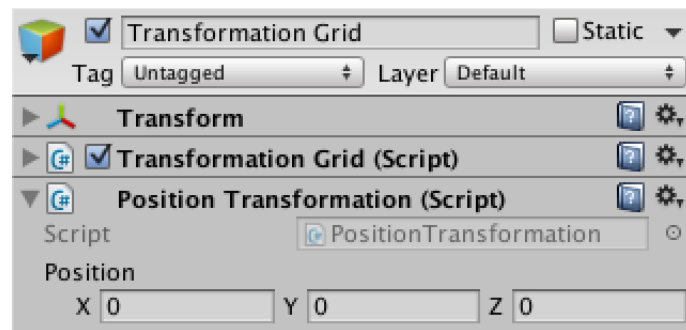 Transformation Grid Static
Tag Untagged Layer Default
Transform
Transformation Grid (Script)
Position Transformation (Script)
Script PositionTransformation
Position
X 0 Y 0 Z 0